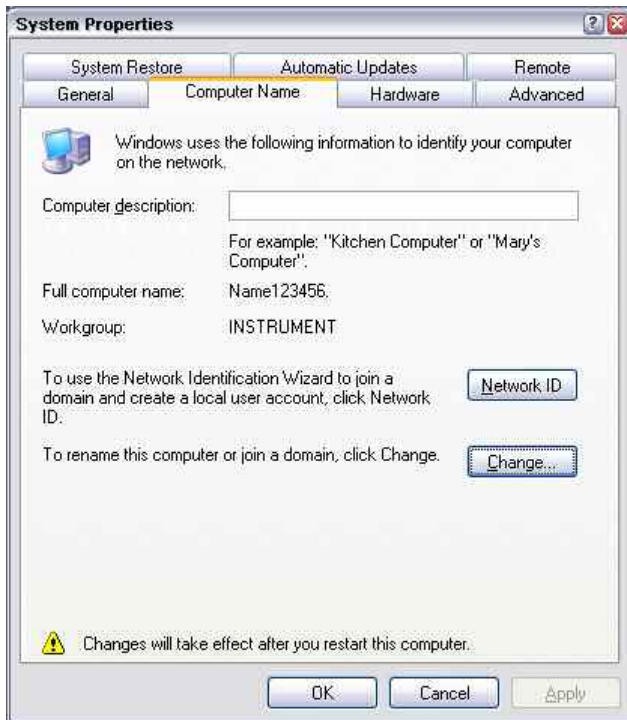 System Properties
System Restore
Automatic Updates
Remote
General
Computer Name
Hardware
Advanced
Windows uses the following information to identify your computer
on the network.
Computer description:
For example: "Kitchen Computer" or "Mary's
Computer".
Full computer name:
Name123456.
Workgroup:
INSTRUMENT
To use the Network Identification Wizard to join a
domain and create a local user account, click Network
ID.
Network ID
To rename this computer or join a domain, click Change.
Change...
Changes will take effect after you restart this computer.
OK
Cancel
Apply